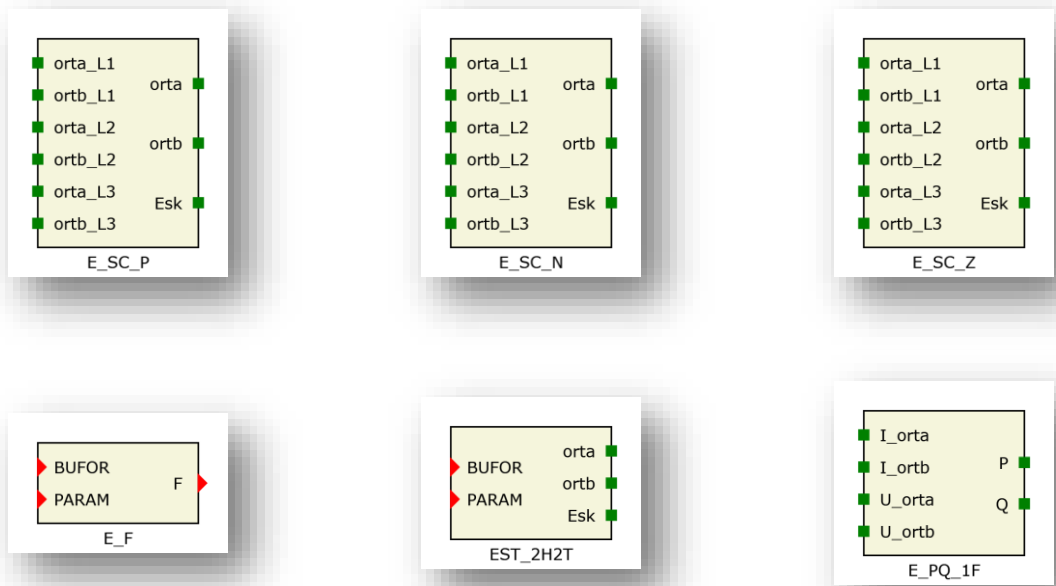 orta_L1
ortb_L1
orta_L2
ortb_L2
orta_L3
ortb_L3
orta
ortb
Esk
E_SC_P
orta_L1
ortb_L1
orta_L2
ortb_L2
orta_L3
ortb_L3
orta
ortb
Esk
E_SC_N
orta_L1
ortb_L1
orta_L2
ortb_L2
orta_L3
ortb_L3
orta
ortb
Esk
E_SC_Z
BUFOR
PARAM
F
E_F
BUFOR
PARAM
orta
ortb
Esk
EST_2H2T
I_orta
I_ortb
U_orta
U_ortb
P
Q
E_PQ_1F